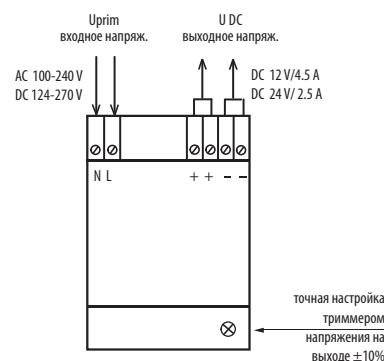 Uprim
входное напряж.
U DC
выходное напряж.
AC 100-240 V
DC 124-270 V
DC 12 V/4.5 A
DC 24 V/ 2.5 A
N L
+ + – –
точная настройка
триммером
напряжения на
выходе ±10%